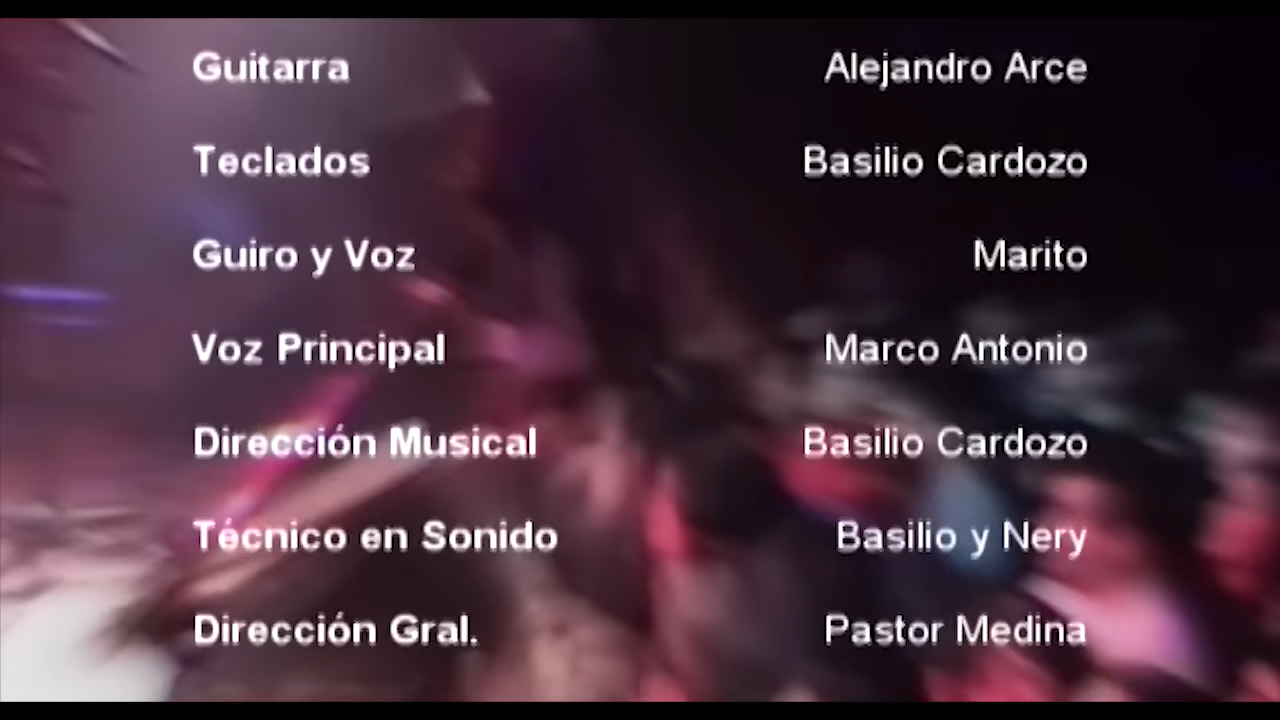 Guitarra Alejandro Arce
Teclados Basilio Cardozo
Guiro y Voz Marito
Voz Principal Marco Antonio
Dirección Musical Basilio Cardozo
Técnico en Sonido Basilio y Nery
Dirección Gral. Pastor Medina